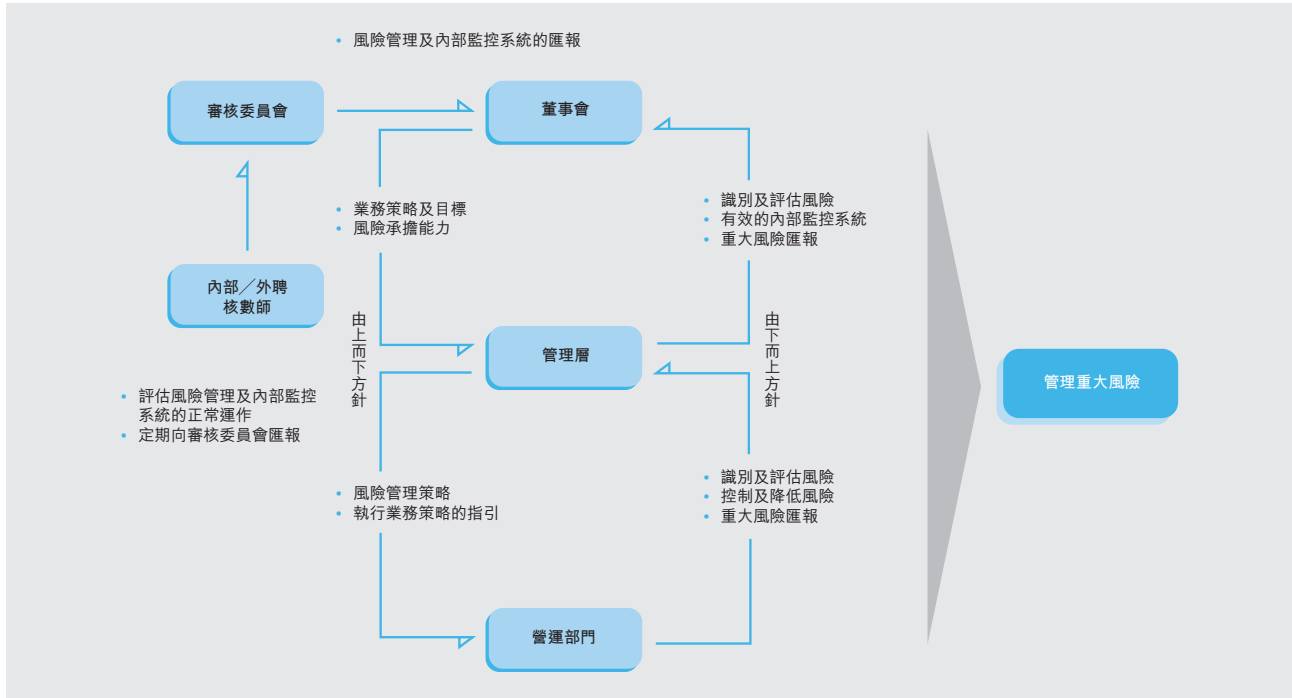 • 風險管理及內部監控系統的匯報
審核委員會
董事會
• 業務策略及目標
• 風險承擔能力
• 識別及評估風險
• 有效的內部監控系統
• 重大風險匯報
內部╱外聘
核數師
由上而下方針
管理層
由下而上方針
管理重大風險
• 評估風險管理及內部監控
系統的正常運作
• 定期向審核委員會匯報
• 風險管理策略
• 執行業務策略的指引
• 識別及評估風險
• 控制及降低風險
• 重大風險匯報
營運部門